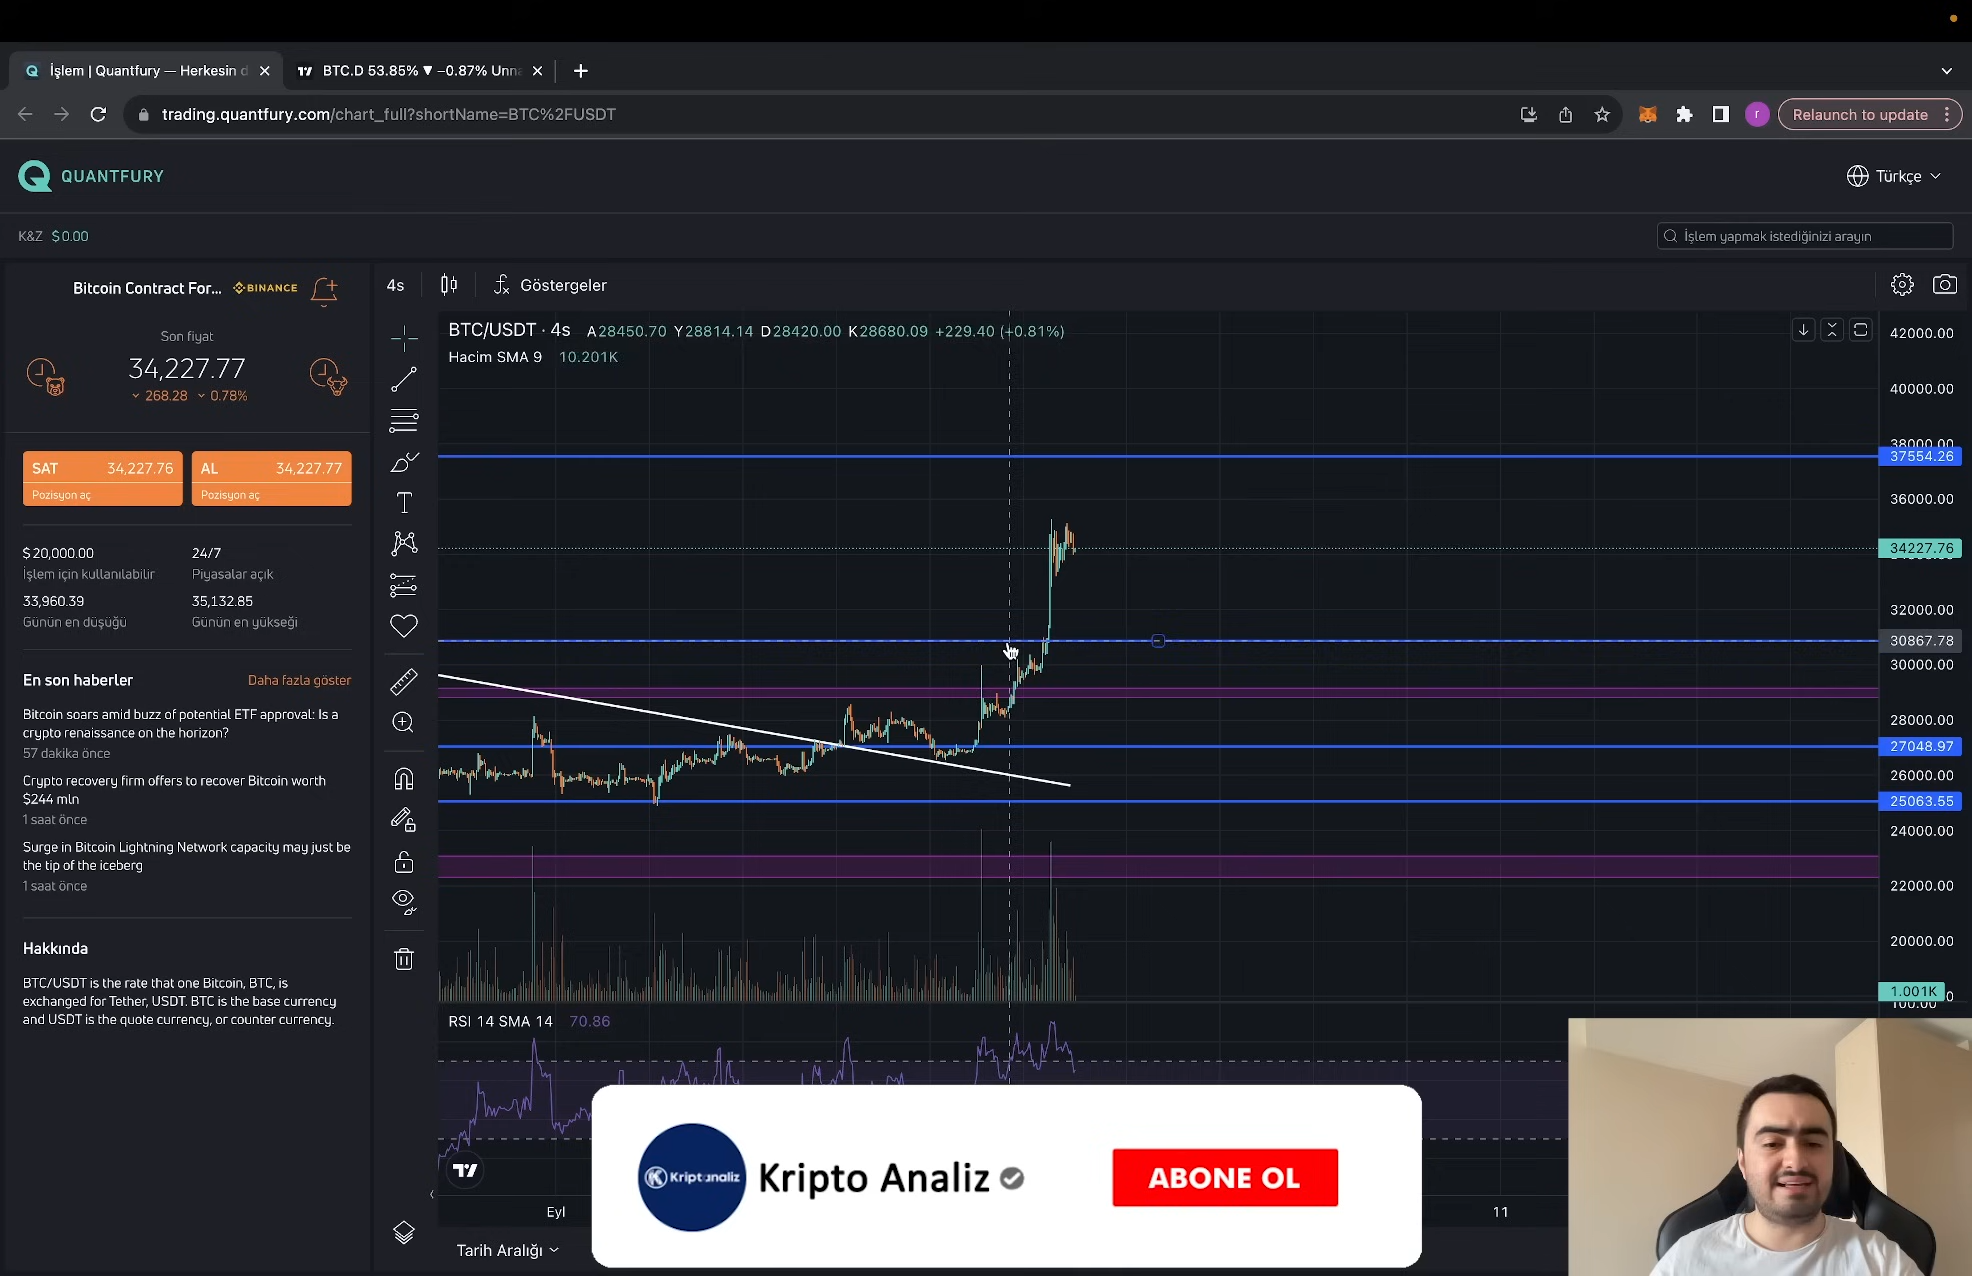 İşlem | Quantfury — Herkesin d
BTC.D 53.85% ▼ −0.87% Unna
trading.quantfury.com/chart_full?shortName=BTC%2FUSDT
Relaunch to update
QUANTFURY
Türkçe
K&Z $0.00
İşlem yapmak istediğinizi arayın
Bitcoin Contract For... BINANCE
Son fiyat
34,227.77
268.28 0.78%
SAT 34,227.76
Pozisyon aç
AL 34,227.77
Pozisyon aç
$20,000.00
İşlem için kullanılabilir
24/7
Piyasalar açık
33,960.39
Günün en düşüğü
35,132.85
Günün en yükseği
En son haberler
Daha fazla göster
Bitcoin soars amid buzz of potential ETF approval: Is a
crypto renaissance on the horizon?
57 dakika önce
Crypto recovery firm offers to recover Bitcoin worth
$244 mln
1 saat önce
Surge in Bitcoin Lightning Network capacity may just be
the tip of the iceberg
1 saat önce
Hakkında
BTC/USDT is the rate that one Bitcoin, BTC, is
exchanged for Tether, USDT. BTC is the base currency
and USDT is the quote currency, or counter currency.
4s
Göstergeler
BTC/USDT · 4s A28450.70 Y28814.14 D28420.00 K28680.09 +229.40 (+0.81%)
Hacim SMA 9 10.201K
42000.00
40000.00
38000.00
37554.26
36000.00
34227.76
32000.00
30867.78
30000.00
28000.00
27048.97
26000.00
25063.55
24000.00
22000.00
20000.00
1.001K
100.00
RSI 14 SMA 14 70.86
Eyl
11
Tarih Aralığı
Kriptoanaliz
Kripto Analiz
ABONE OL